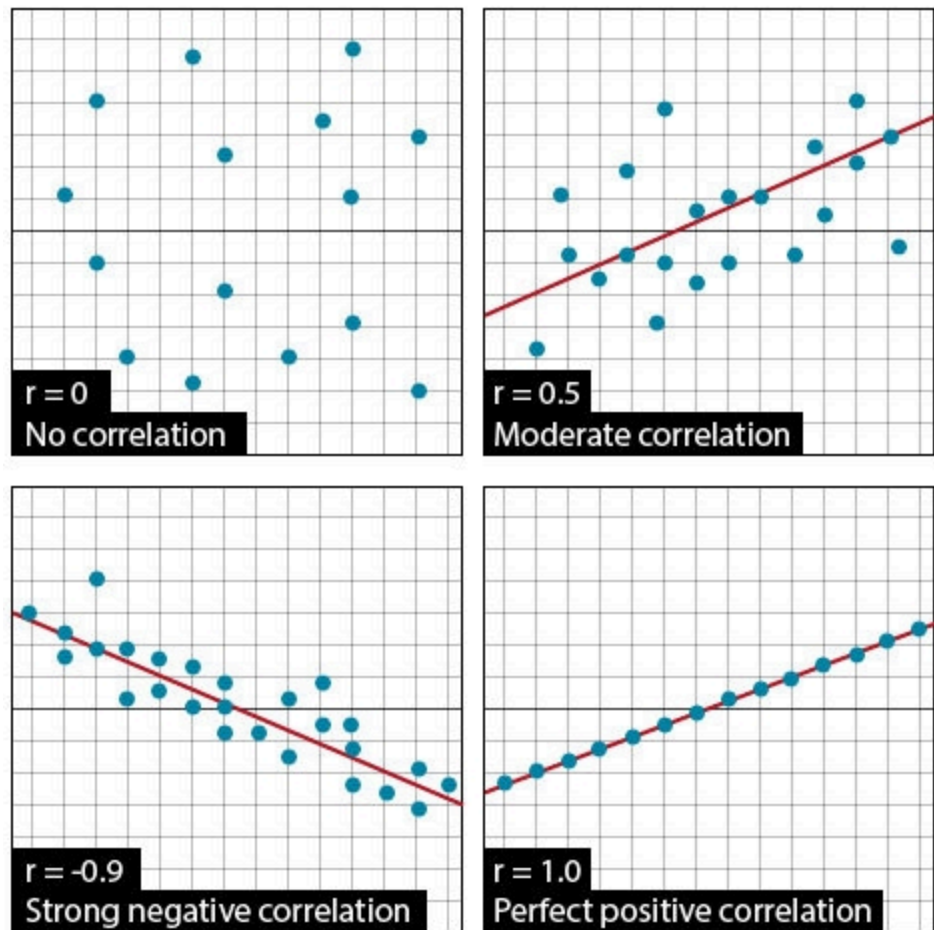 r = 0
No correlation
r = 0.5
Moderate correlation
r = -0.9
Strong negative correlation
r = 1.0
Perfect positive correlation